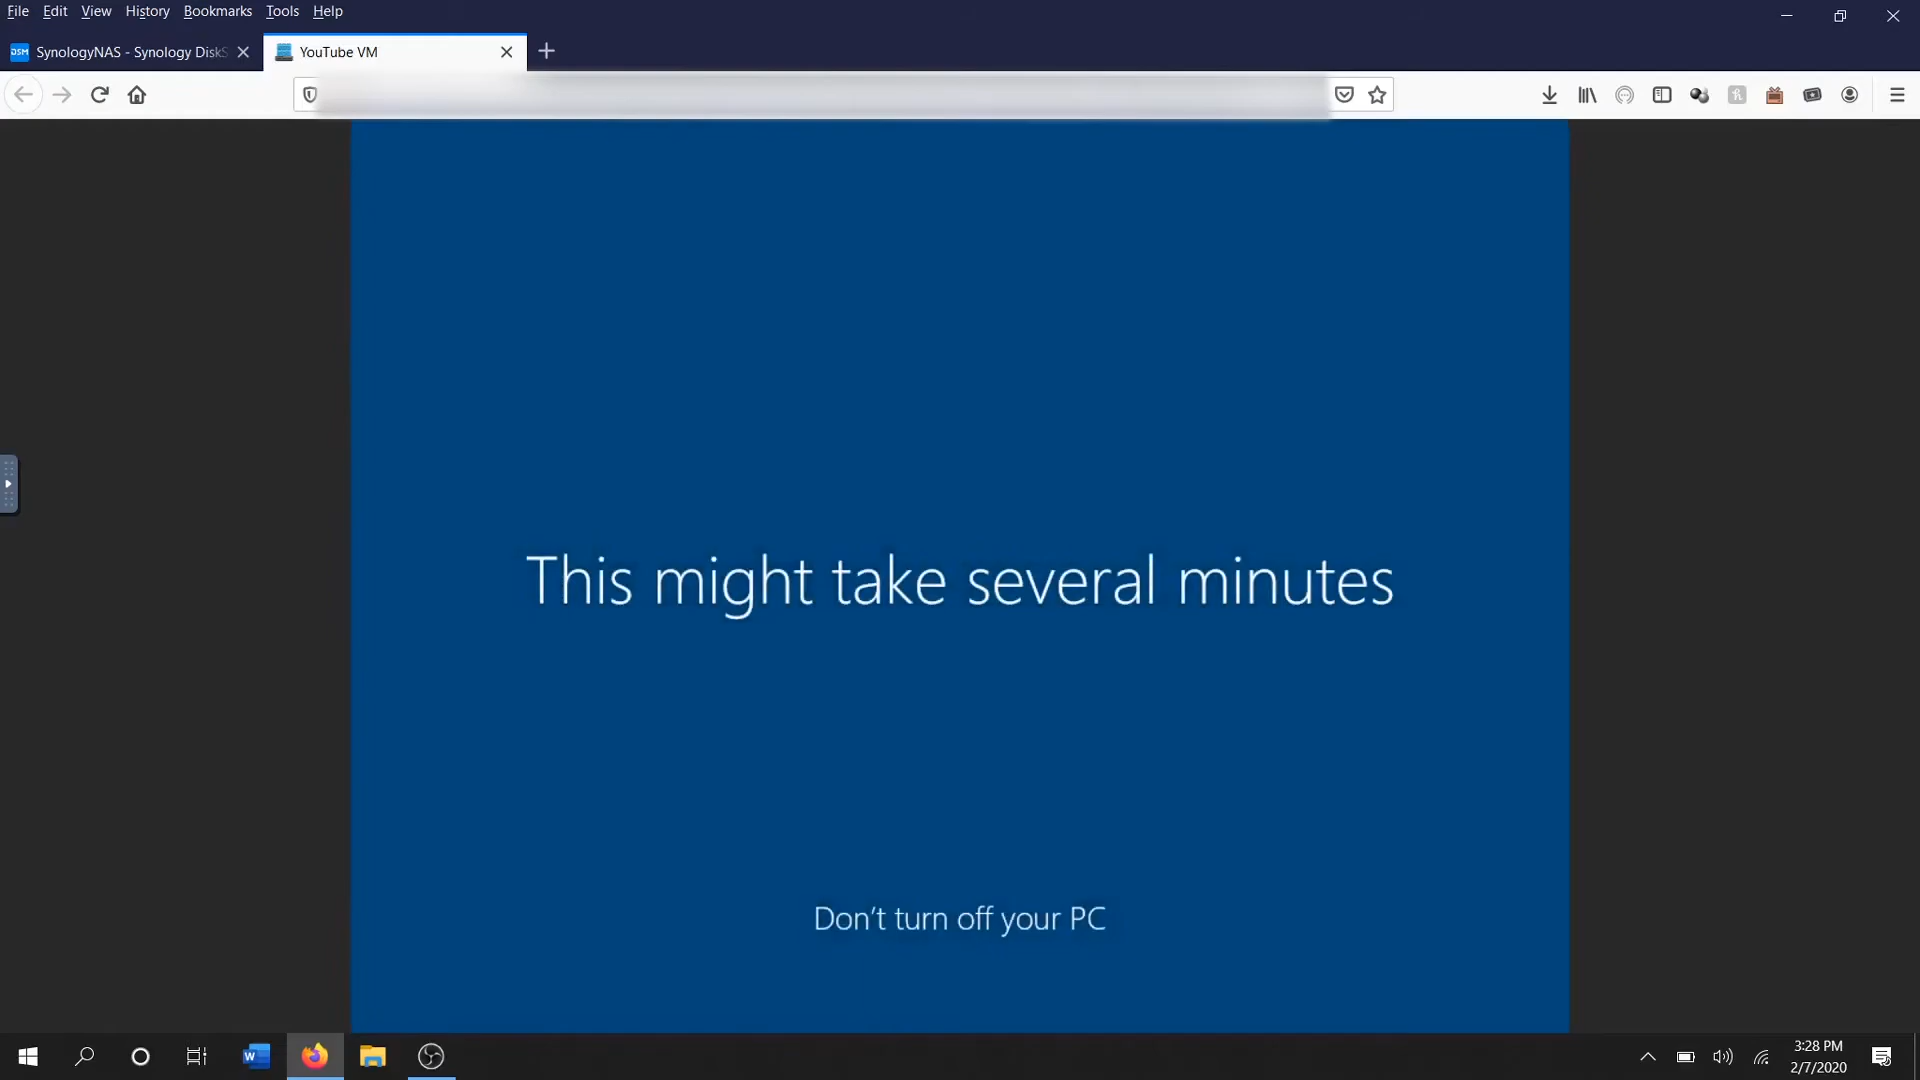 File Edit View History Bookmarks Tools Help
SynologyNAS - Synology DiskS
YouTube VM
This might take several minutes
Don't turn off your PC
3:28 PM
2/7/2020